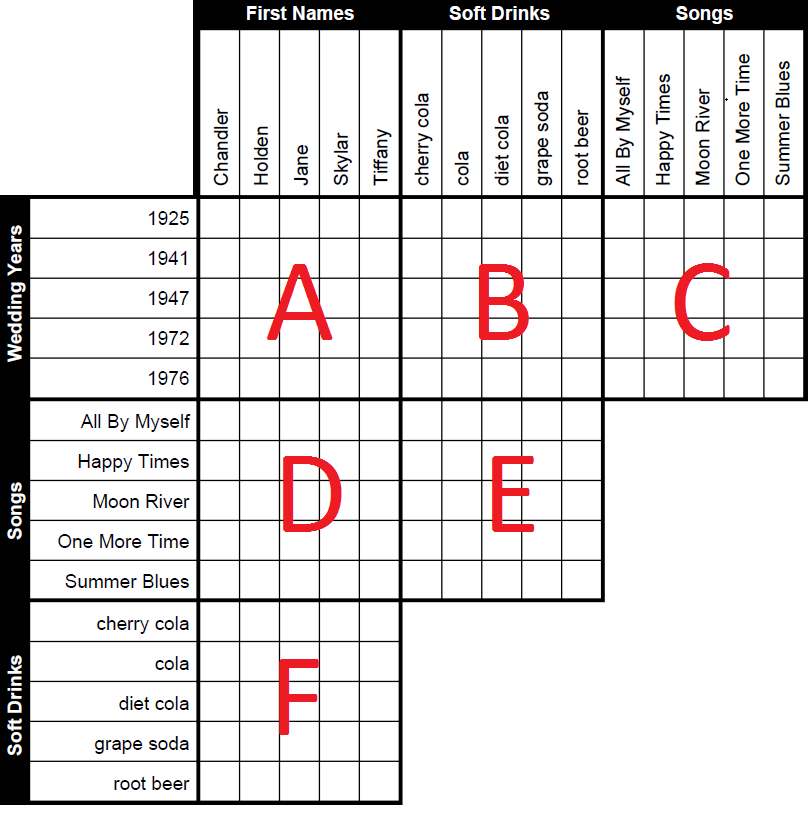 First Names Soft Drinks Songs
Chandler Holden Jane Skylar Tiffany cherry cola cola diet cola grape soda root beer All By Myself Happy Times Moon River One More Time Summer Blues
Wedding Years
1925
1941
1947
1972
1976
A B C
Songs
All By Myself
Happy Times
Moon River
One More Time
Summer Blues
D E
Soft Drinks
cherry cola
cola
diet cola
grape soda
root beer
F